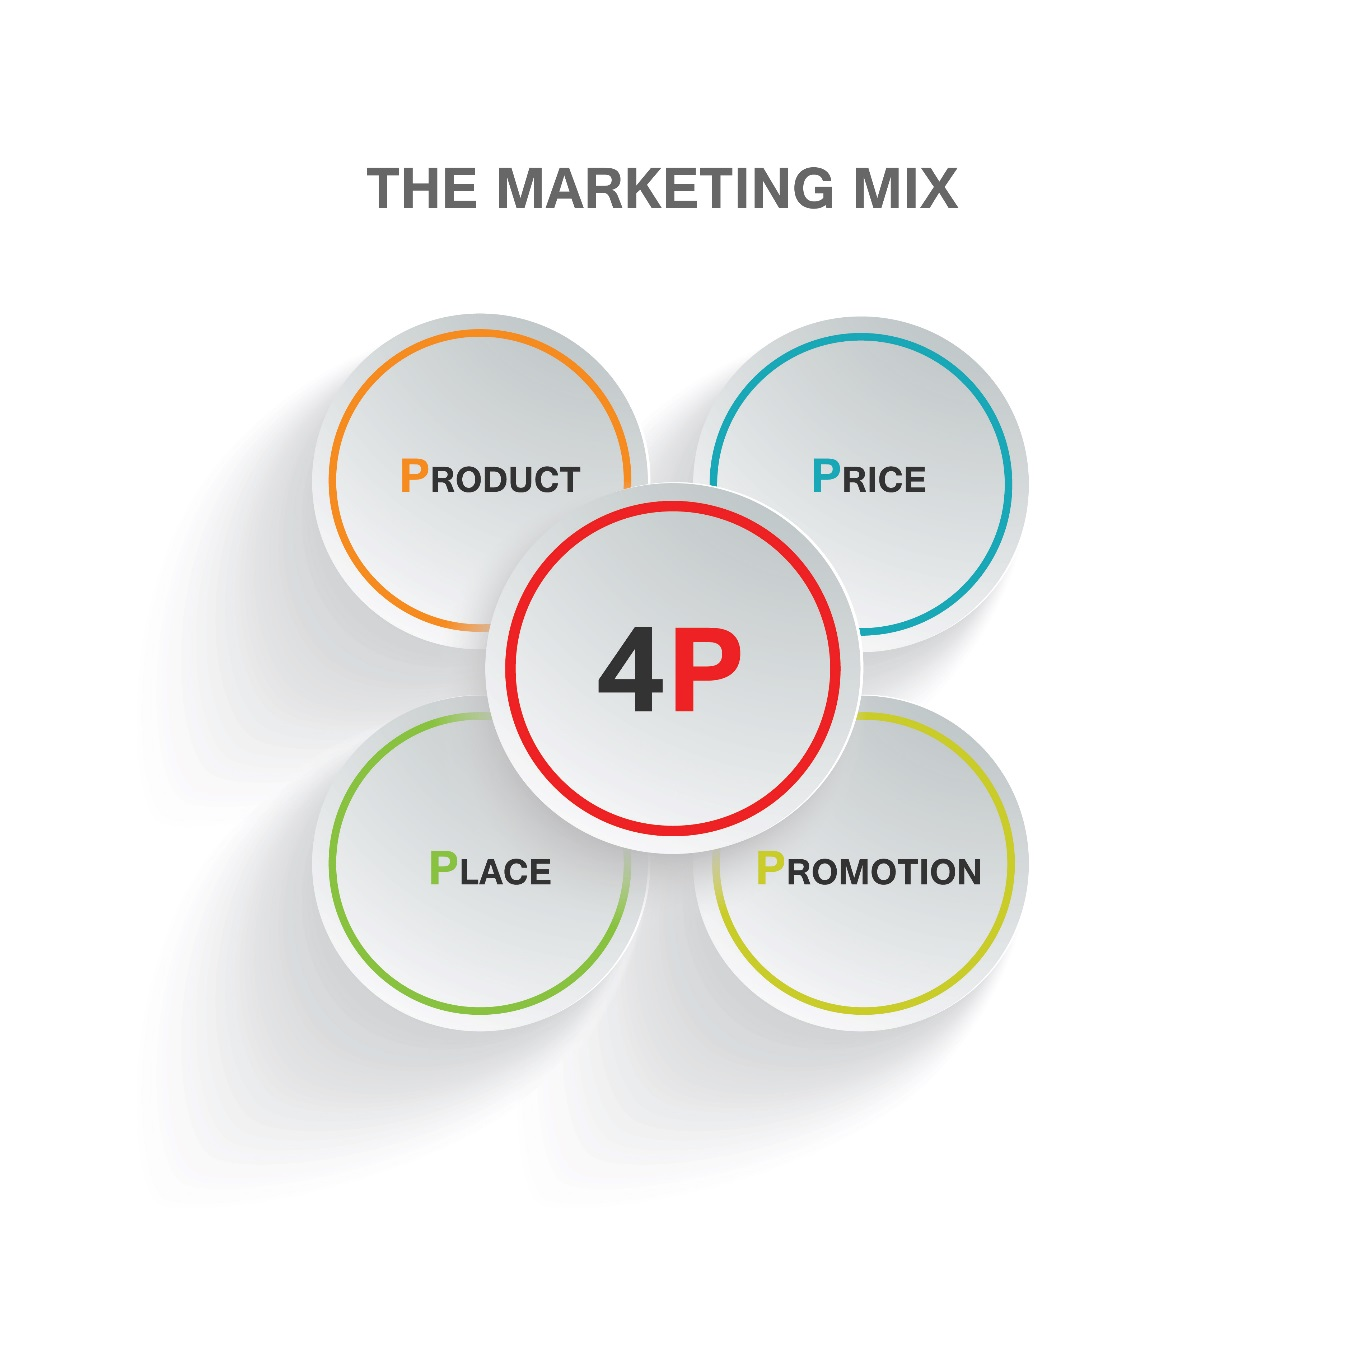 THE MARKETING MIX
PRODUCT
PRICE
4P
PLACE
PROMOTION